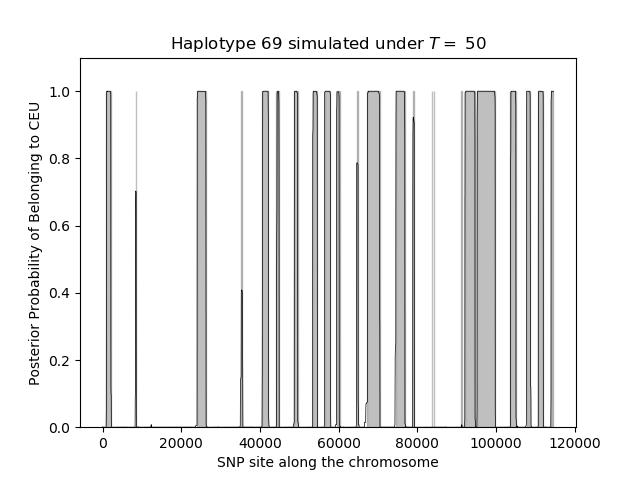 Haplotype 69 simulated under T = 50
Posterior Probability of Belonging to CEU
1.0
0.8
0.6
0.4
0.2
0.0
0 20000 40000 60000 80000 100000 120000
SNP site along the chromosome